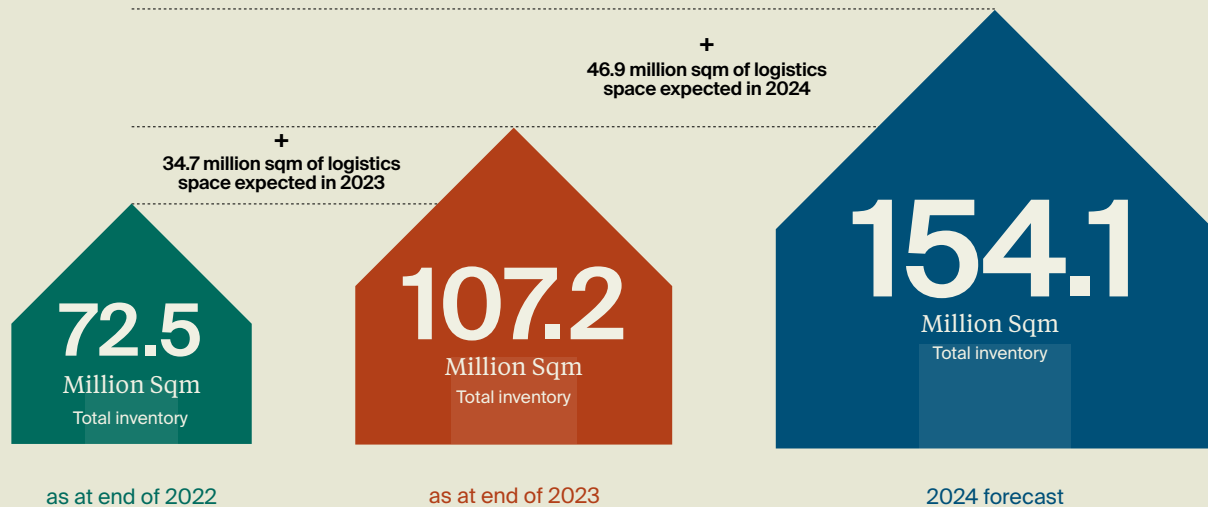 +
46.9 million sqm of logistics
space expected in 2024
+
34.7 million sqm of logistics
space expected in 2023
72.5
Million Sqm
Total inventory
as at end of 2022
107.2
Million Sqm
Total inventory
as at end of 2023
154.1
Million Sqm
Total inventory
2024 forecast